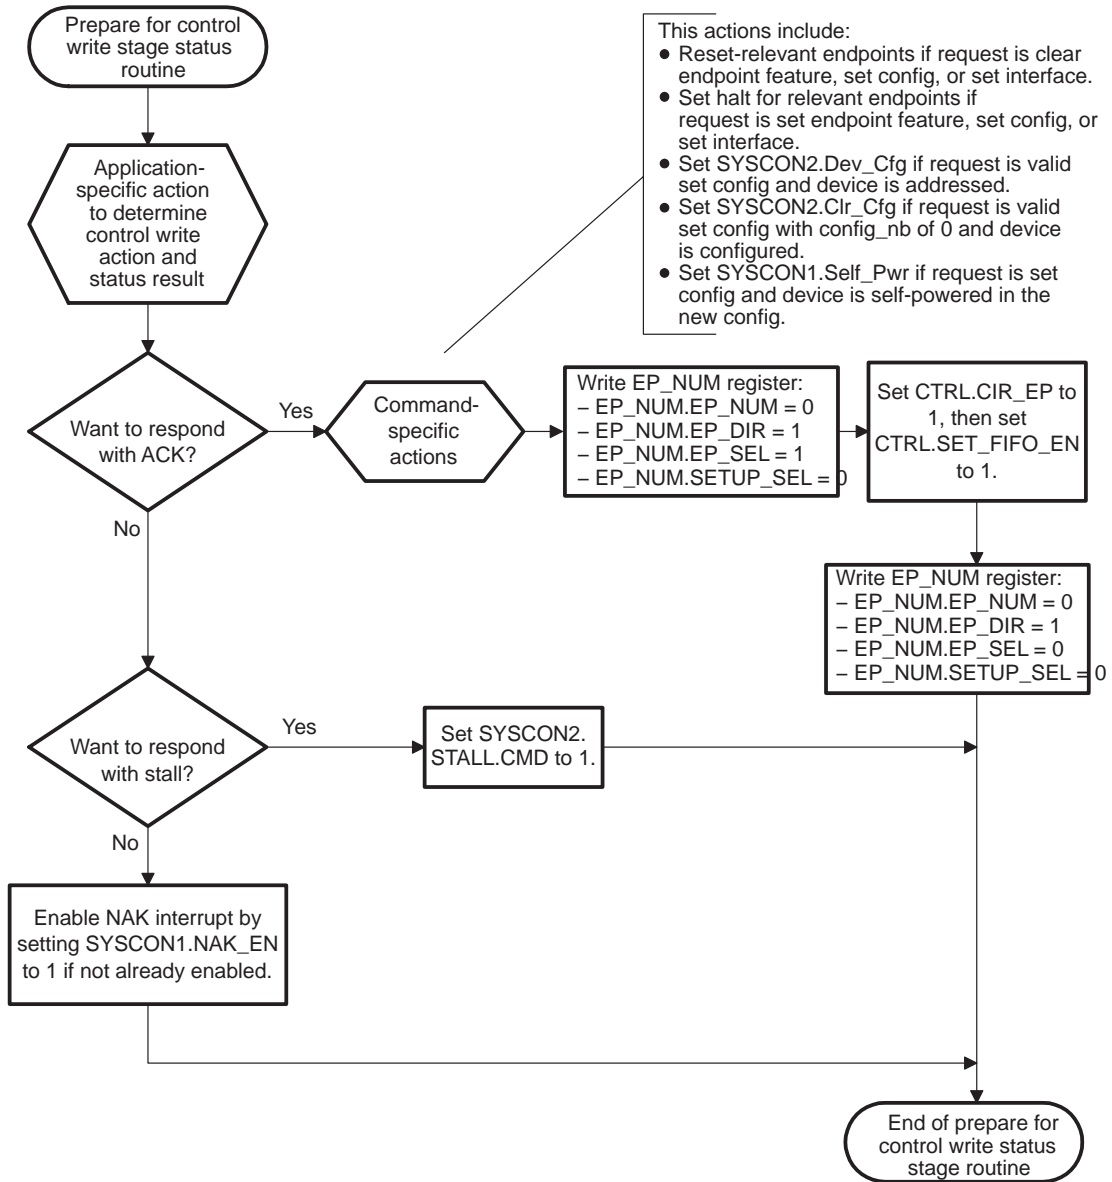 Prepare for control
write stage status
routine
This actions include:
● Reset-relevant endpoints if request is clear
endpoint feature, set config, or set interface.
● Set halt for relevant endpoints if
request is set endpoint feature, set config, or
set interface.
● Set SYSCON2.Dev_Cfg if request is valid
set config and device is addressed.
● Set SYSCON2.Clr_Cfg if request is valid
set config with config_nb of 0 and device
is configured.
● Set SYSCON1.Self_Pwr if request is set
config and device is self-powered in the
new config.
Application-
specific action
to determine
control write
action and
status result
Want to respond
with ACK?
Yes
No
Command-
specific
actions
Write EP_NUM register:
– EP_NUM.EP_NUM = 0
– EP_NUM.EP_DIR = 1
– EP_NUM.EP_SEL = 1
– EP_NUM.SETUP_SEL = 0
Set CTRL.CIR_EP to
1, then set
CTRL.SET_FIFO_EN
to 1.
Write EP_NUM register:
– EP_NUM.EP_NUM = 0
– EP_NUM.EP_DIR = 1
– EP_NUM.EP_SEL = 0
– EP_NUM.SETUP_SEL = 0
Want to respond
with stall?
Yes
No
Set SYSCON2.
STALL.CMD to 1.
Enable NAK interrupt by
setting SYSCON1.NAK_EN
to 1 if not already enabled.
End of prepare for
control write status
stage routine